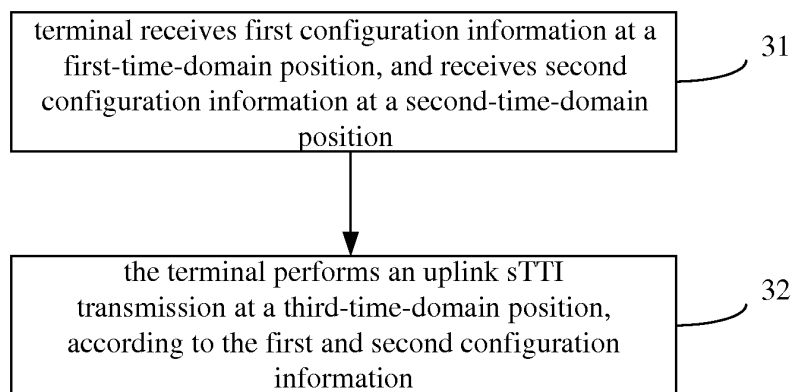 terminal receives first configuration information at a
first-time-domain position, and receives second
configuration information at a second-time-domain
position
31
the terminal performs an uplink sTTI
transmission at a third-time-domain position,
according to the first and second configuration
information
32